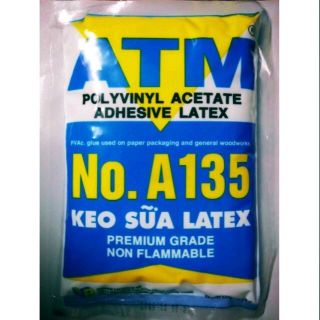 ATM®
POLYVINYL ACETATE
ADHESIVE LATEX
PVAc. glue used on paper packaging and general woodworks
No. A135
KEO SỮA LATEX
PREMIUM GRADE
NON FLAMMABLE